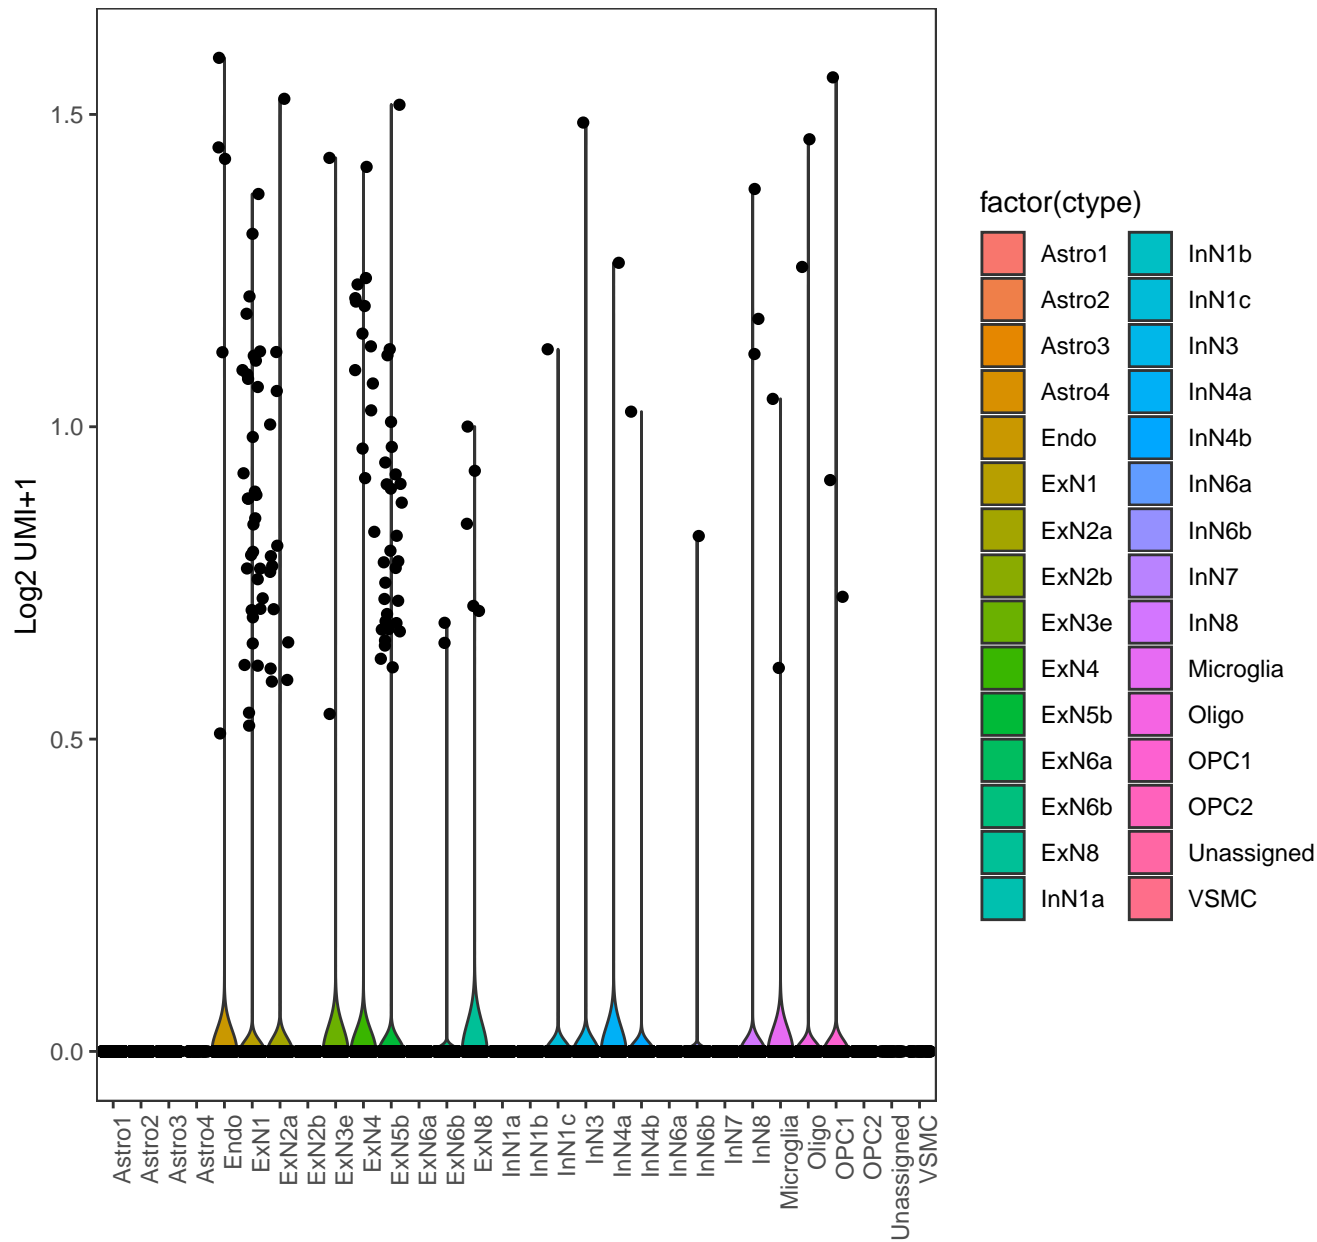 Log2 UMI+1
1.5
1.0
0.5
0.0
Astro1
Astro2
Astro3
Astro4
Endo
ExN1
ExN2a
ExN2b
ExN3e
ExN4
ExN5b
ExN6a
ExN6b
ExN8
InN1a
InN1b
InN1c
InN3
InN4a
InN4b
InN6a
InN6b
InN7
InN8
Microglia
Oligo
OPC1
OPC2
Unassigned
VSMC
factor(ctype)
Astro1
Astro2
Astro3
Astro4
Endo
ExN1
ExN2a
ExN2b
ExN3e
ExN4
ExN5b
ExN6a
ExN6b
ExN8
InN1a
InN1b
InN1c
InN3
InN4a
InN4b
InN6a
InN6b
InN7
InN8
Microglia
Oligo
OPC1
OPC2
Unassigned
VSMC